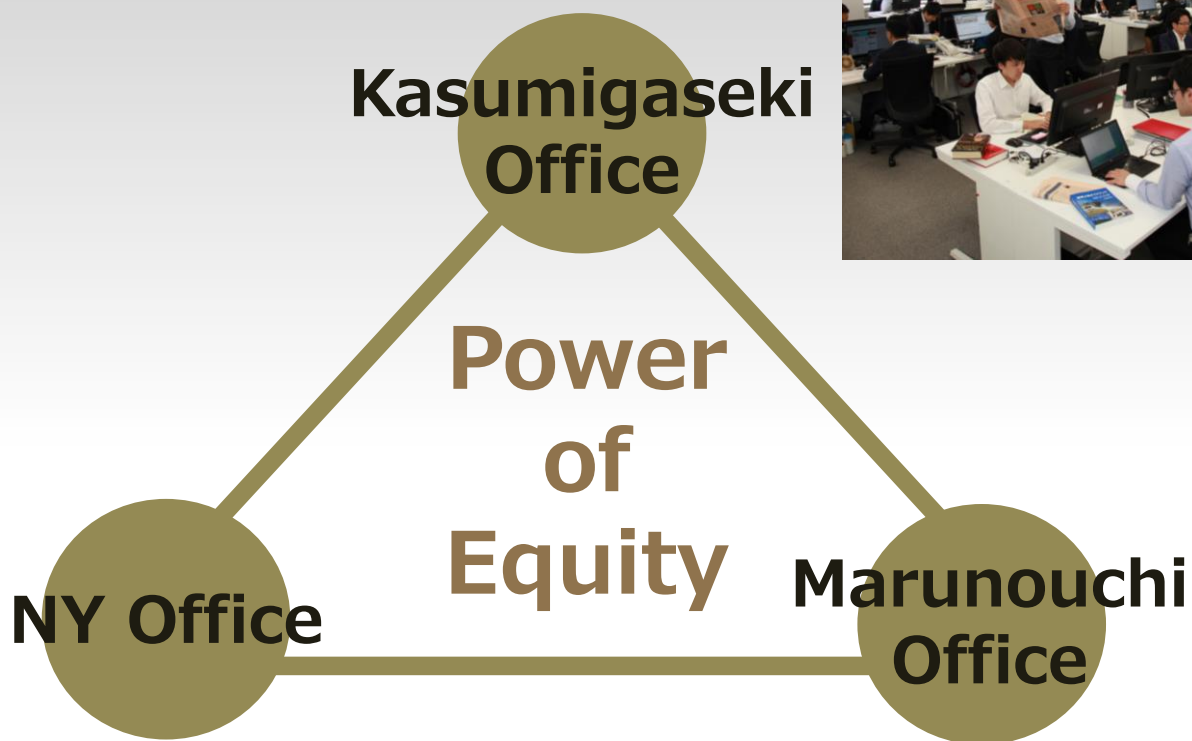 Kasumigaseki
Office
Power
of
Equity
NY Office
Marunouchi
Office